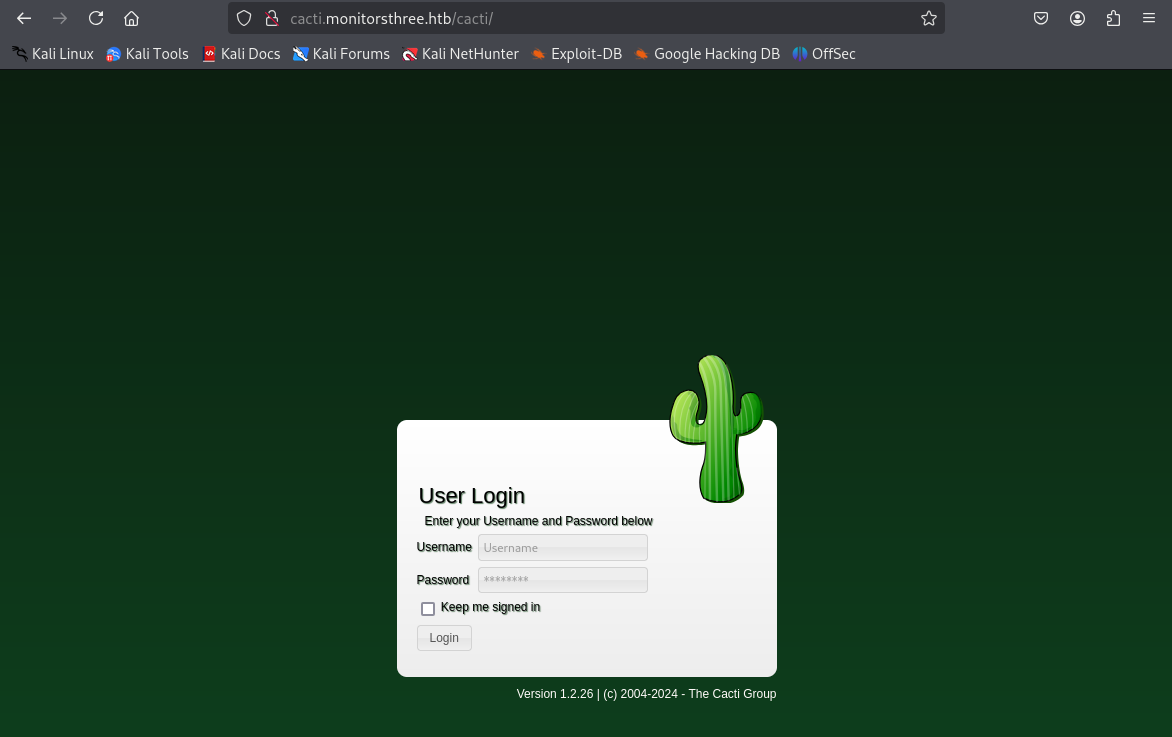 cacti.monitorsthree.htb/cacti/
Kali Linux Kali Tools Kali Docs Kali Forums Kali NetHunter Exploit-DB Google Hacking DB OffSec
User Login
Enter your Username and Password below
Username Username
Password ********
Keep me signed in
Login
Version 1.2.26 | (c) 2004-2024 - The Cacti Group